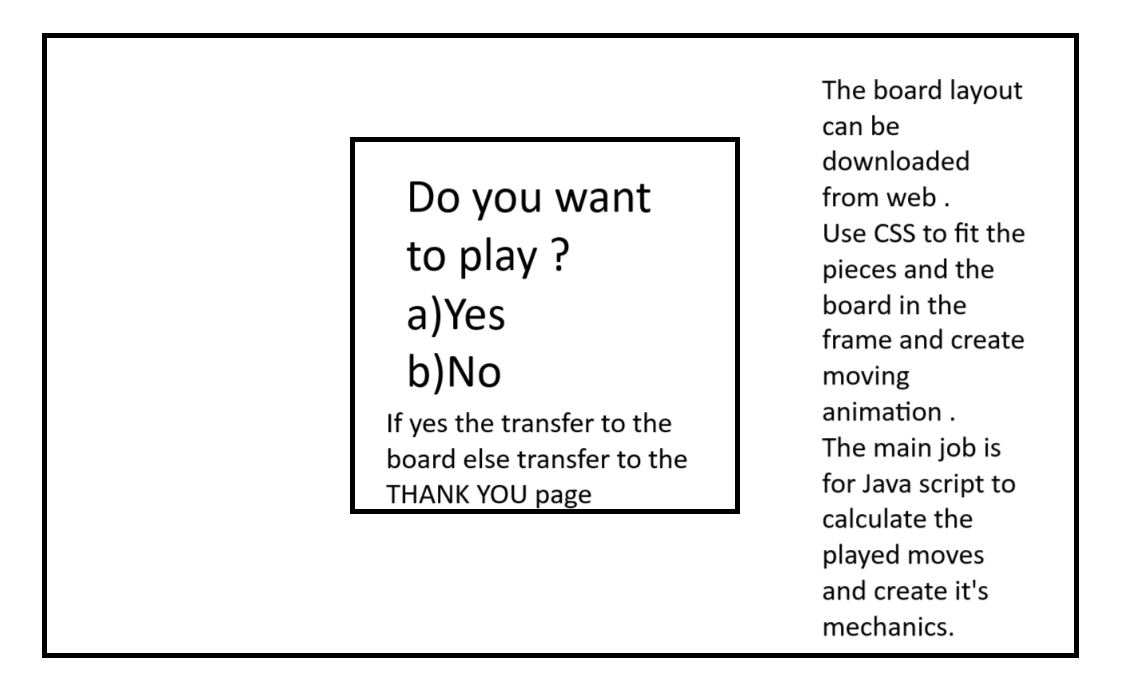 Do you want
to play ?
a)Yes
b)No
If yes the transfer to the
board else transfer to the
THANK YOU page
The board layout
can be
downloaded
from web .
Use CSS to fit the
pieces and the
board in the
frame and create
moving
animation .
The main job is
for Java script to
calculate the
played moves
and create it's
mechanics.